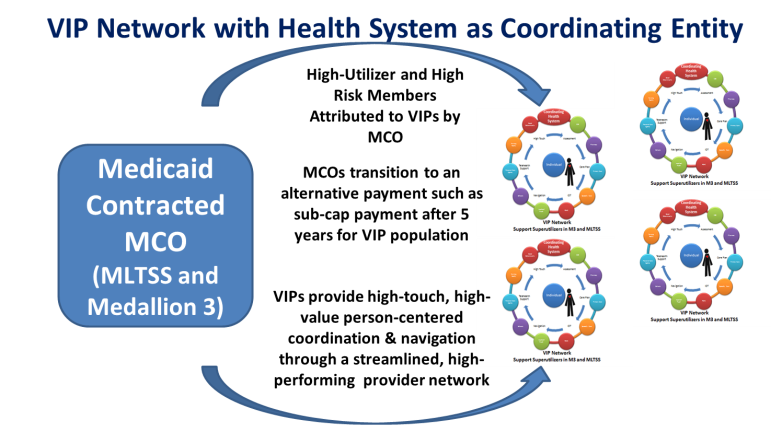 VIP Network with Health System as Coordinating Entity
High-Utilizer and High
Risk Members
Attributed to VIPs by
MCO
MCOs transition to an
alternative payment such as
sub-cap payment after 5
years for VIP population
VIPs provide high-touch, high-
value person-centered
coordination & navigation
through a streamlined, high-
performing provider network
Medicaid
Contracted
MCO
(MLTSS and
Medallion 3)
Coordinating
Health
System
Individual
VIP Network
Support Superutilizers in M3 and MLTSS
Coordinating
Health
System
Individual
VIP Network
Support Superutilizers in M3 and MLTSS
Coordinating
Health
System
Individual
VIP Network
Support Superutilizers in M3 and MLTSS
Coordinating
Health
System
Individual
VIP Network
Support Superutilizers in M3 and MLTSS